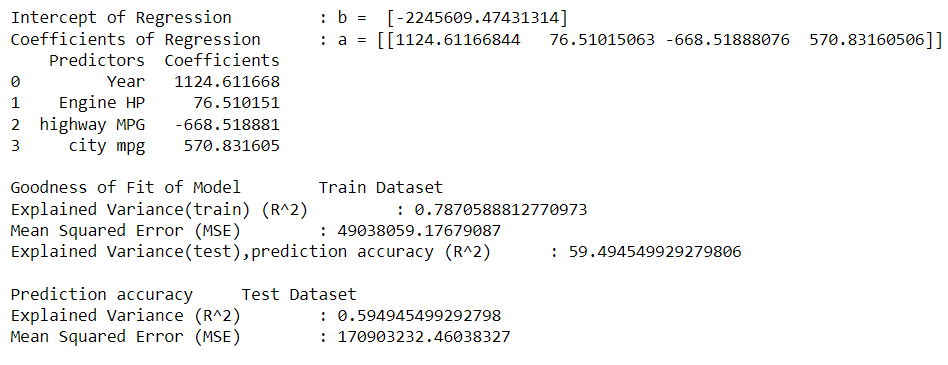 Intercept of Regression : b = [-2245609.47431314]
Coefficients of Regression : a = [[1124.61166844 76.51015063 -668.51888076 570.83160506]]
Predictors Coefficients
0 Year 1124.611668
1 Engine HP 76.510151
2 highway MPG -668.518881
3 city mpg 570.831605
Goodness of Fit of Model Train Dataset
Explained Variance(train) (R^2) : 0.7870588812770973
Mean Squared Error (MSE) : 49038059.17679087
Explained Variance(test),prediction accuracy (R^2) : 59.494549929279806
Prediction accuracy Test Dataset
Explained Variance (R^2) : 0.594945499292798
Mean Squared Error (MSE) : 170903232.46038327